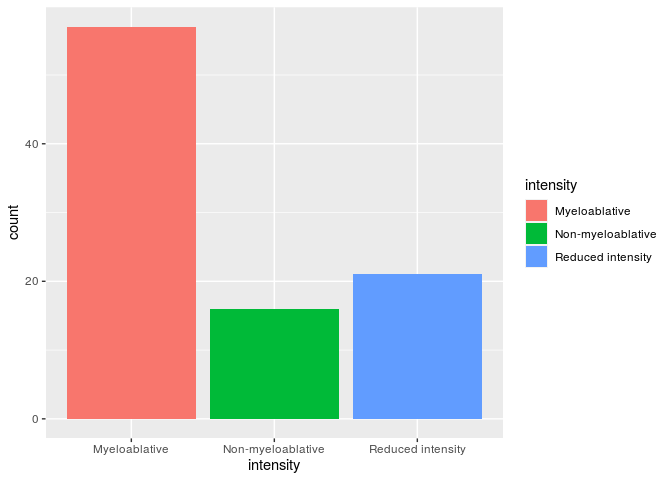 count
40
20
0
Myeloablative
Non-myeloablative
Reduced intensity
intensity
intensity
Myeloablative
Non-myeloablative
Reduced intensity